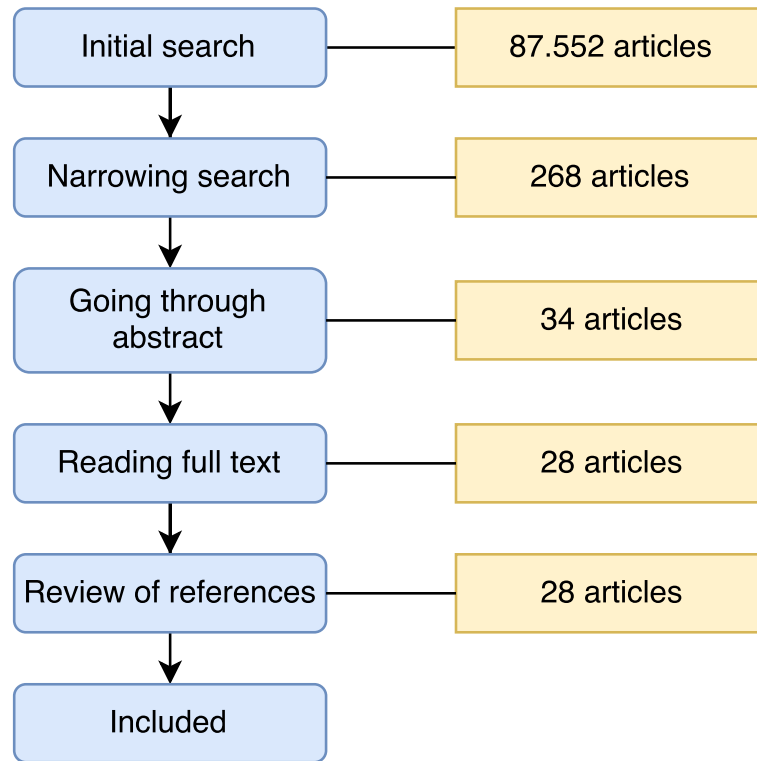 Initial search
87.552 articles
Narrowing search
268 articles
Going through
abstract
34 articles
Reading full text
28 articles
Review of references
28 articles
Included